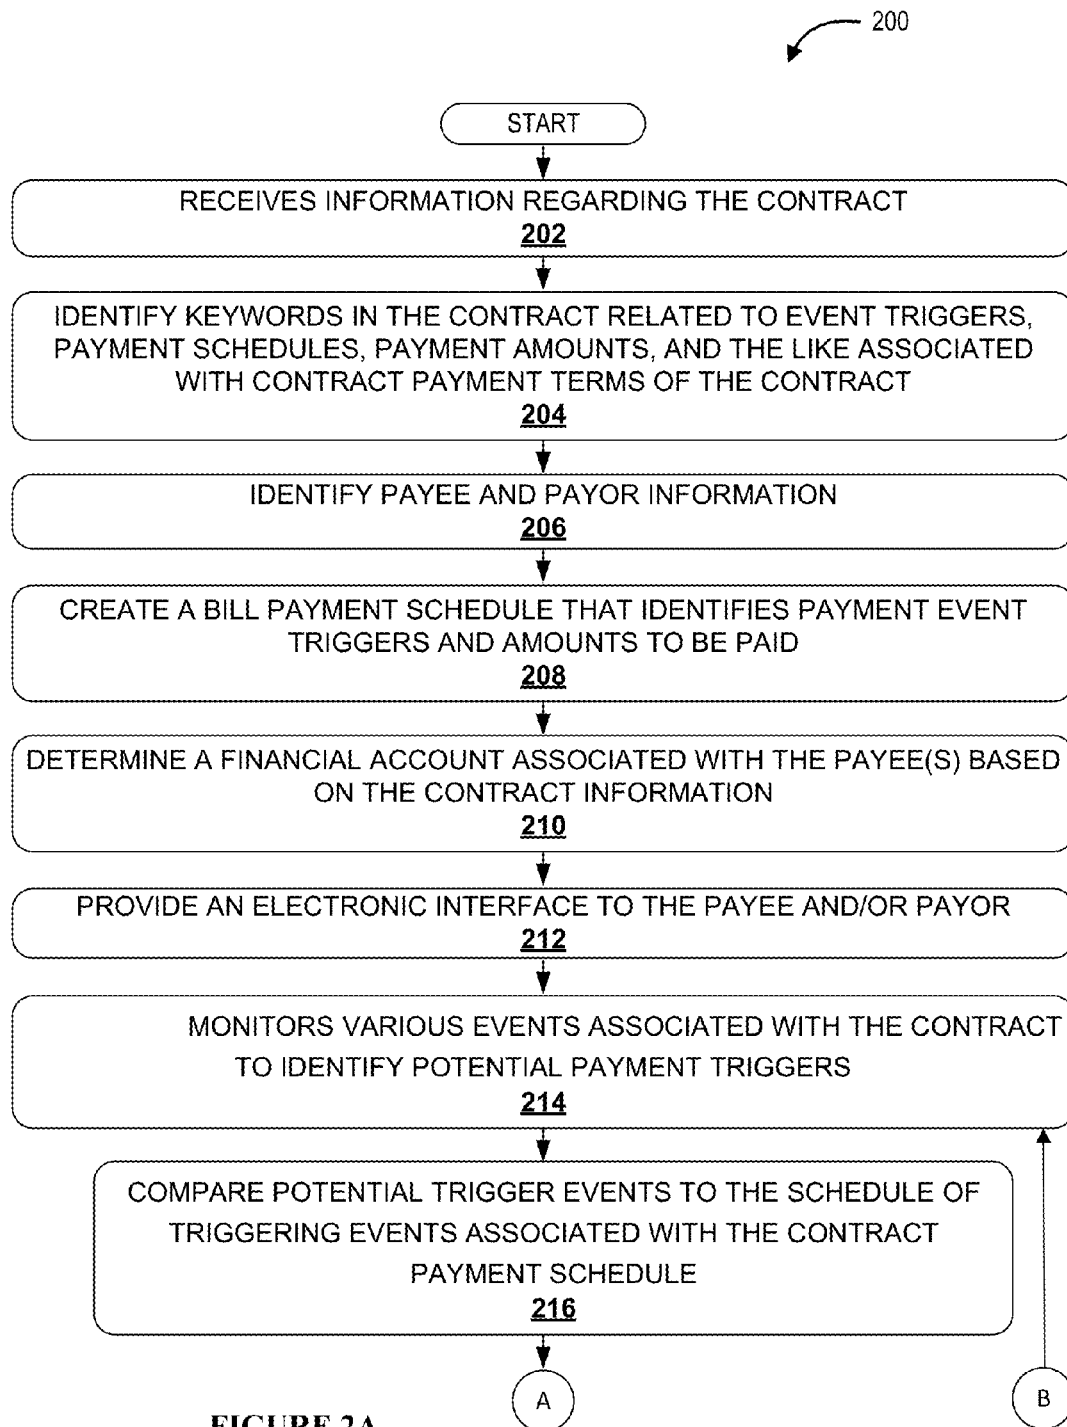 200
START
RECEIVES INFORMATION REGARDING THE CONTRACT
202
IDENTIFY KEYWORDS IN THE CONTRACT RELATED TO EVENT TRIGGERS,
PAYMENT SCHEDULES, PAYMENT AMOUNTS, AND THE LIKE ASSOCIATED
WITH CONTRACT PAYMENT TERMS OF THE CONTRACT
204
IDENTIFY PAYEE AND PAYOR INFORMATION
206
CREATE A BILL PAYMENT SCHEDULE THAT IDENTIFIES PAYMENT EVENT
TRIGGERS AND AMOUNTS TO BE PAID
208
DETERMINE A FINANCIAL ACCOUNT ASSOCIATED WITH THE PAYEE(S) BASED
ON THE CONTRACT INFORMATION
210
PROVIDE AN ELECTRONIC INTERFACE TO THE PAYEE AND/OR PAYOR
212
MONITORS VARIOUS EVENTS ASSOCIATED WITH THE CONTRACT
TO IDENTIFY POTENTIAL PAYMENT TRIGGERS
214
COMPARE POTENTIAL TRIGGER EVENTS TO THE SCHEDULE OF
TRIGGERING EVENTS ASSOCIATED WITH THE CONTRACT
PAYMENT SCHEDULE
216
A
B
FIGURE 2A